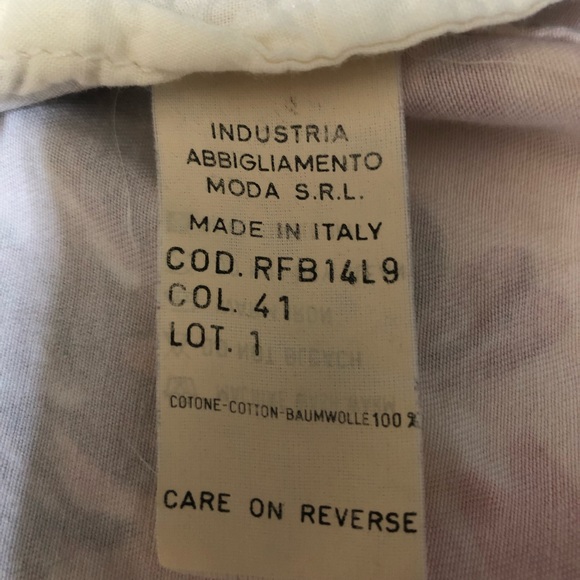 INDUSTRIA
ABBIGLIAMENTO
MODA S.R.L.
MADE IN ITALY
COD. RFB14L9
COL. 41
LOT. 1
COTONE-COTTON-BAUMWOLLE 100%
CARE ON REVERSE